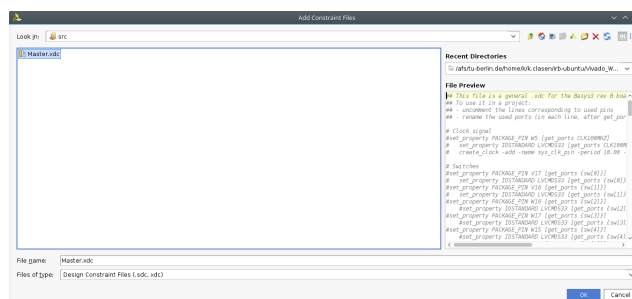 Add Constraint Files
Look in: src
Master.xdc
Recent Directories
/afs/tu-berlin.de/home/k/k.clasen/irb-ubuntu/Vivado_W...
File Preview
## This file is a general .xdc for the Basys3 rev B boa
## To use it in a project:
## - uncomment the lines corresponding to used pins
## - rename the used ports (in each line, after get_por
# Clock signal
#set_property PACKAGE_PIN W5 [get_ports CLK100MHZ]
# set_property IOSTANDARD LVCMOS33 [get_ports CLK100M
# create_clock -add -name sys_clk_pin -period 10.00 -
# Switches
#set_property PACKAGE_PIN V17 [get_ports {sw[0]}]
# set_property IOSTANDARD LVCMOS33 [get_ports {sw[0]}
#set_property PACKAGE_PIN V16 [get_ports {sw[1]}]
# set_property IOSTANDARD LVCMOS33 [get_ports {sw[1]}
#set_property PACKAGE_PIN W16 [get_ports {sw[2]}]
#set_property IOSTANDARD LVCMOS33 [get_ports {sw[2]
#set_property PACKAGE_PIN W17 [get_ports {sw[3]}]
#set_property IOSTANDARD LVCMOS33 [get_ports {sw[3]
#set_property PACKAGE_PIN W15 [get_ports {sw[4]}]
#set_property IOSTANDARD LVCMOS33 [get_ports {sw[4]
File name: Master.xdc
Files of type: Design Constraint Files (.sdc, xdc)
OK Cancel